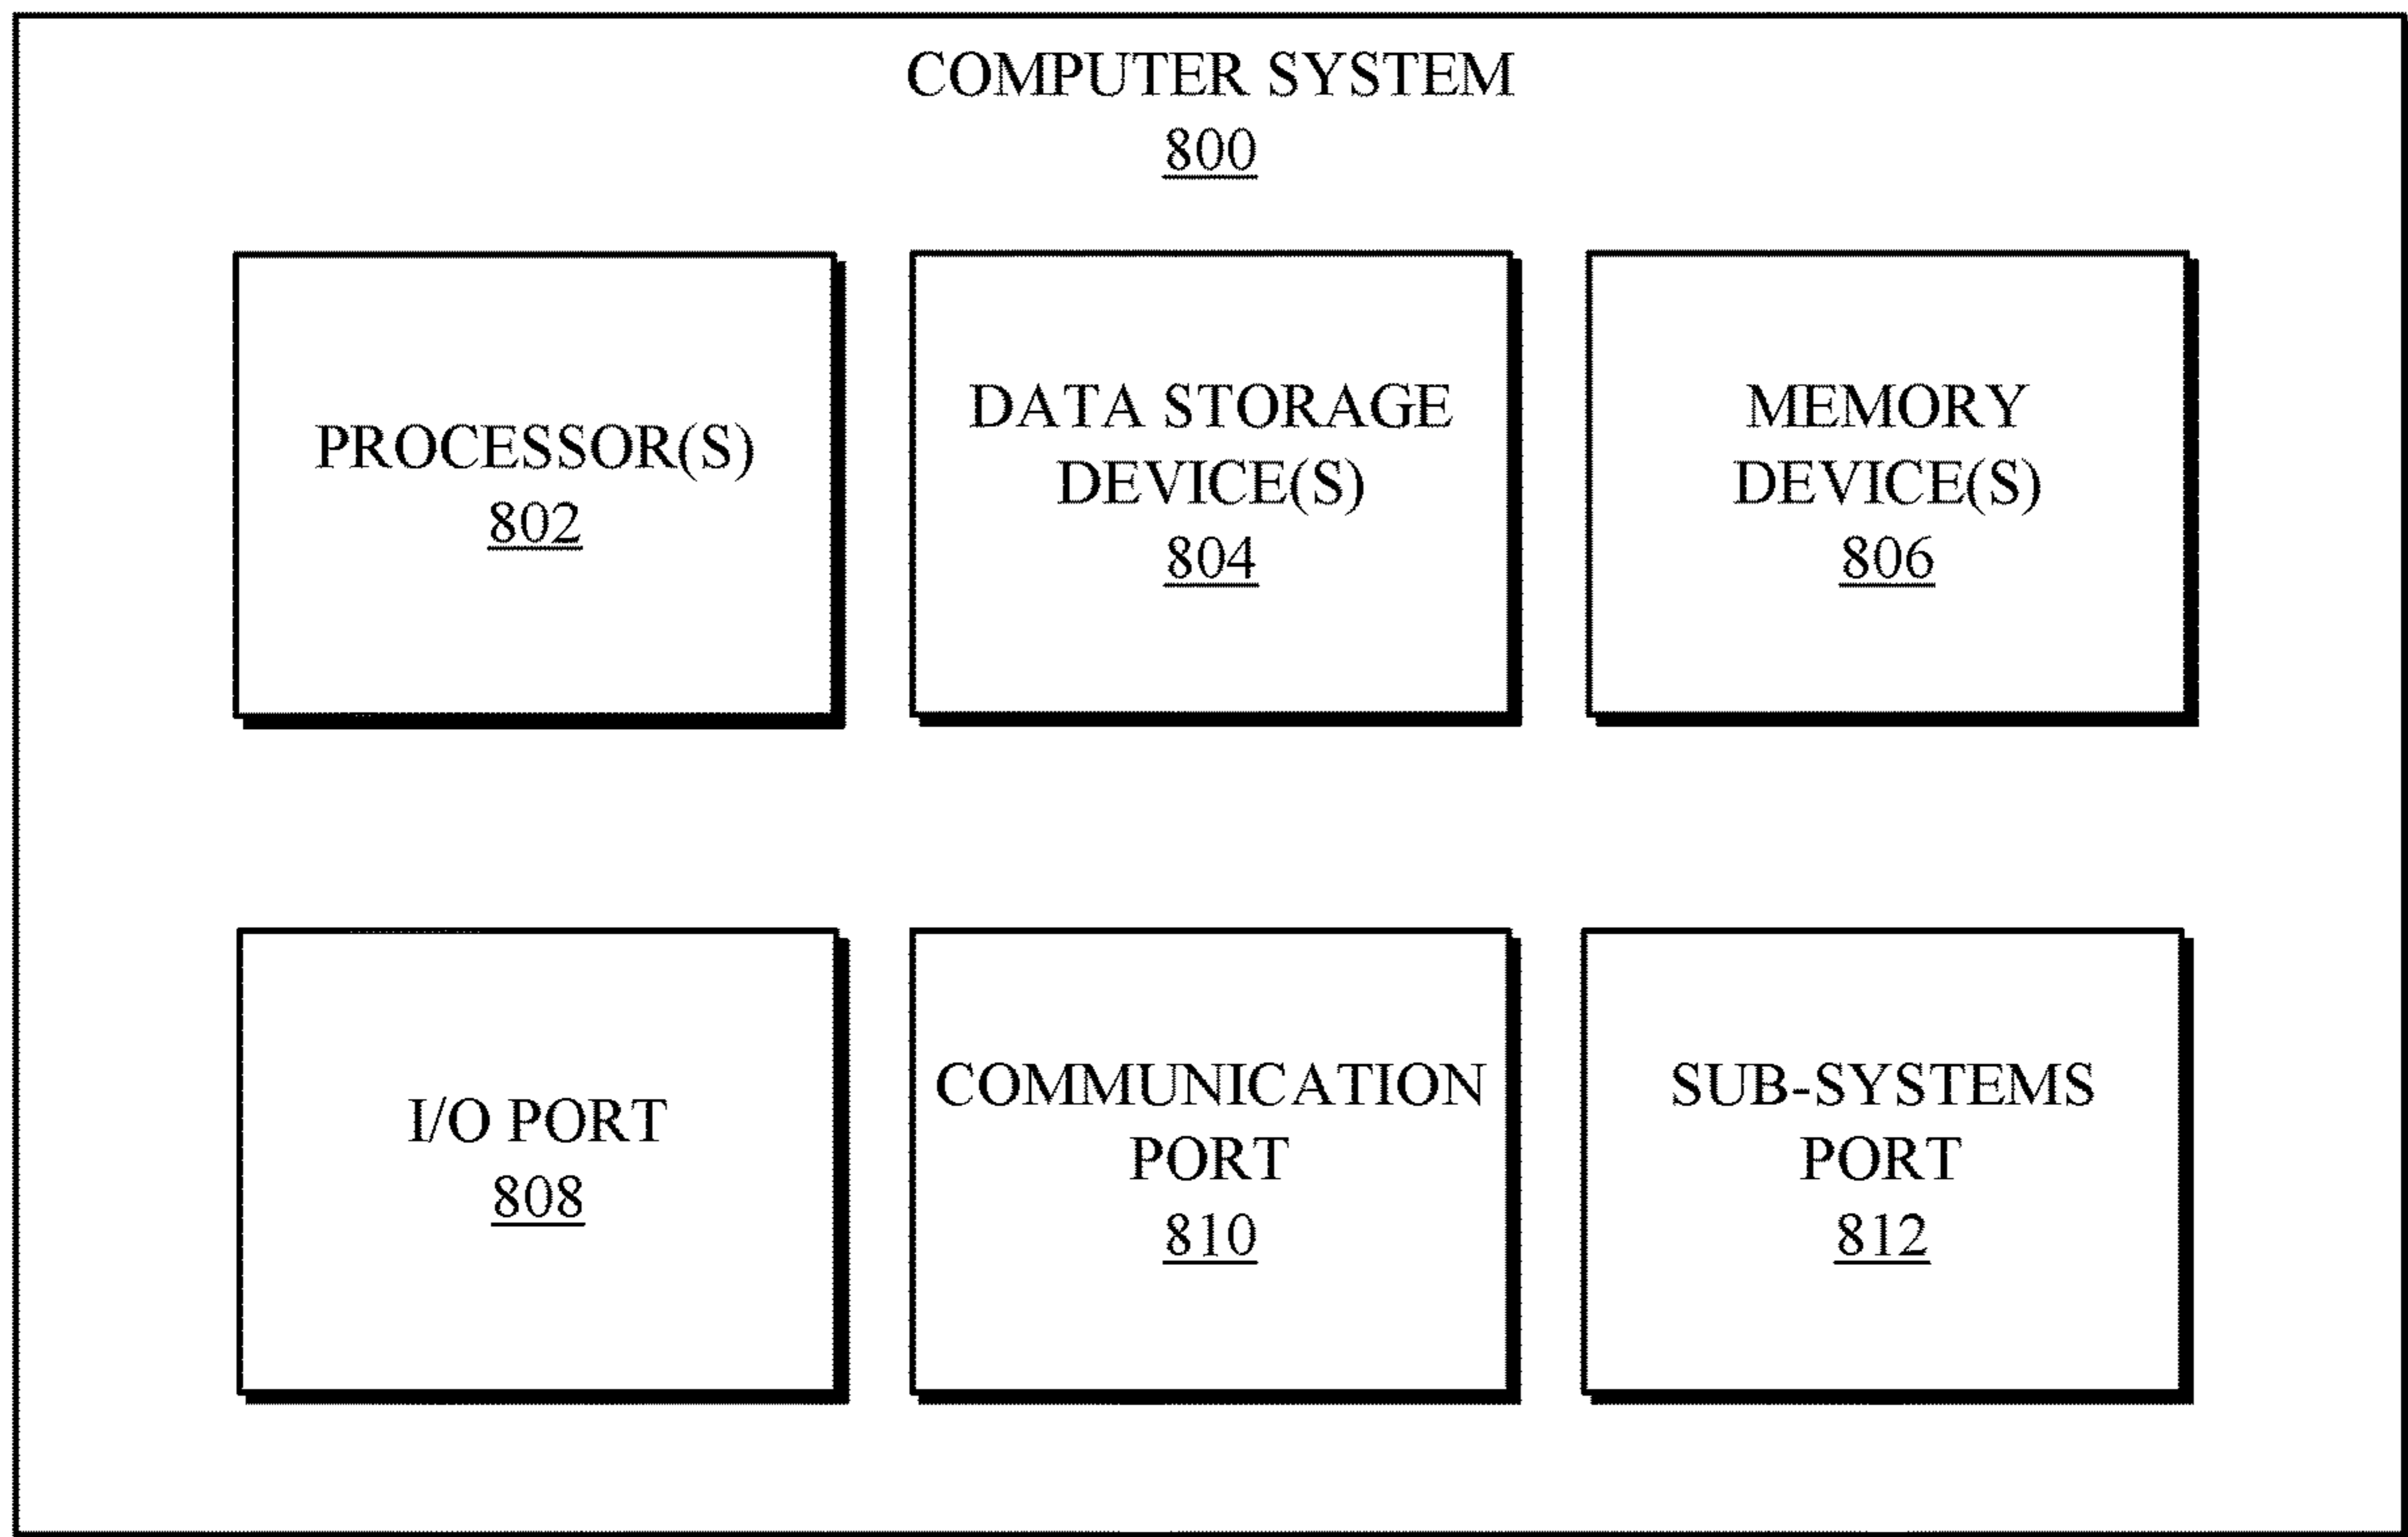 COMPUTER SYSTEM
800
PROCESSOR(S)
802
DATA STORAGE
DEVICE(S)
804
MEMORY
DEVICE(S)
806
I/O PORT
808
COMMUNICATION
PORT
810
SUB-SYSTEMS
PORT
812